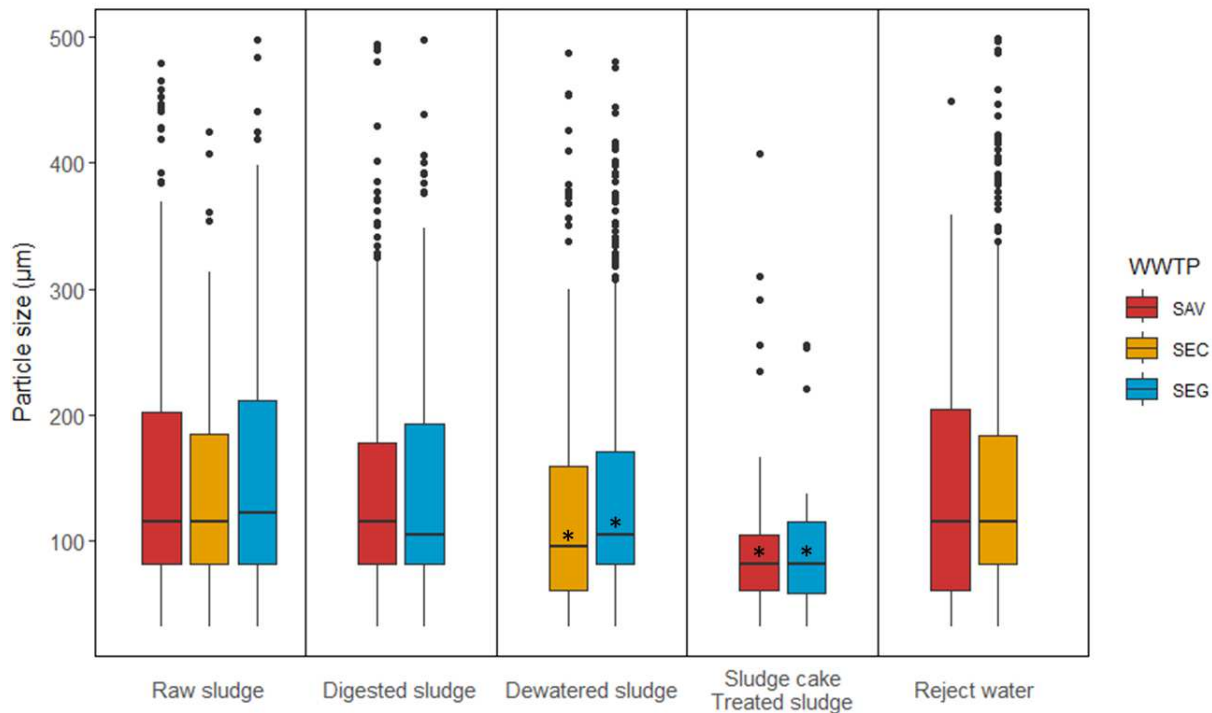 500
400
300
200
100
Particle size (µm)
*
*
*
*
Raw sludge
Digested sludge
Dewatered sludge
Sludge cake
Treated sludge
Reject water
WWTP
SAV
SEC
SEG